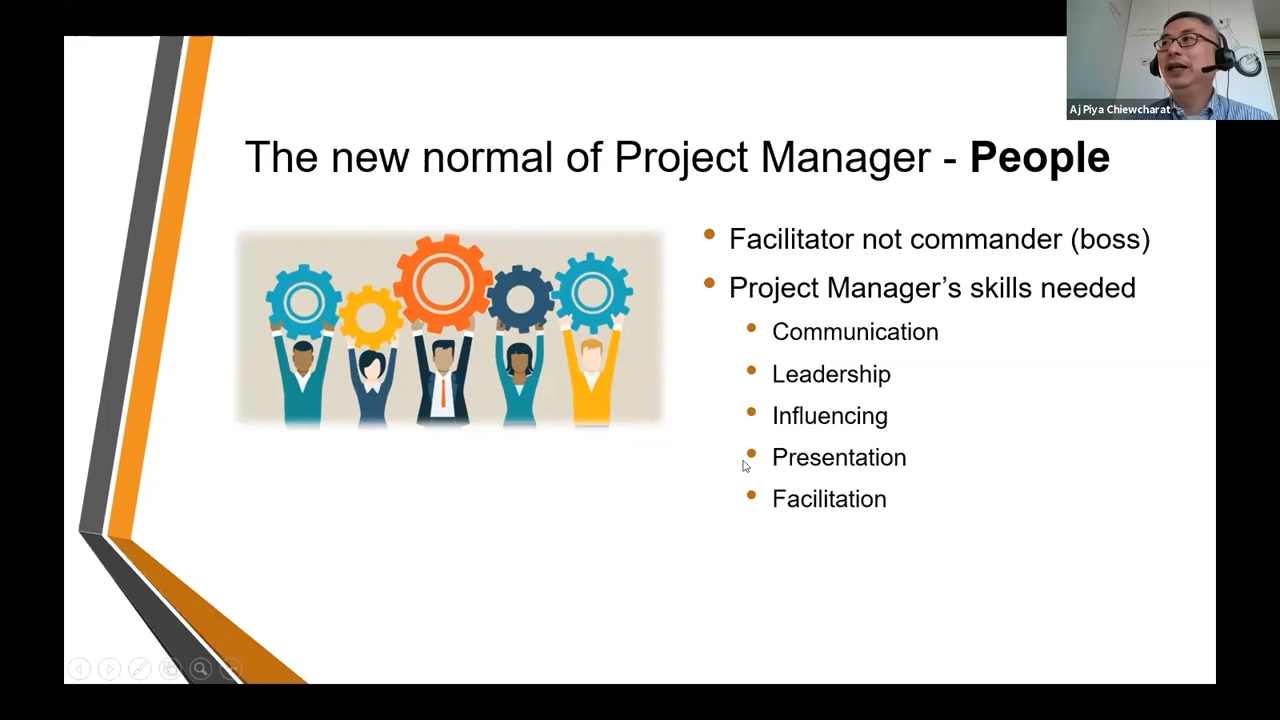 Aj Piya Chiewcharat
The new normal of Project Manager - People
Facilitator not commander (boss)
Project Manager’s skills needed
Communication
Leadership
Influencing
Presentation
Facilitation